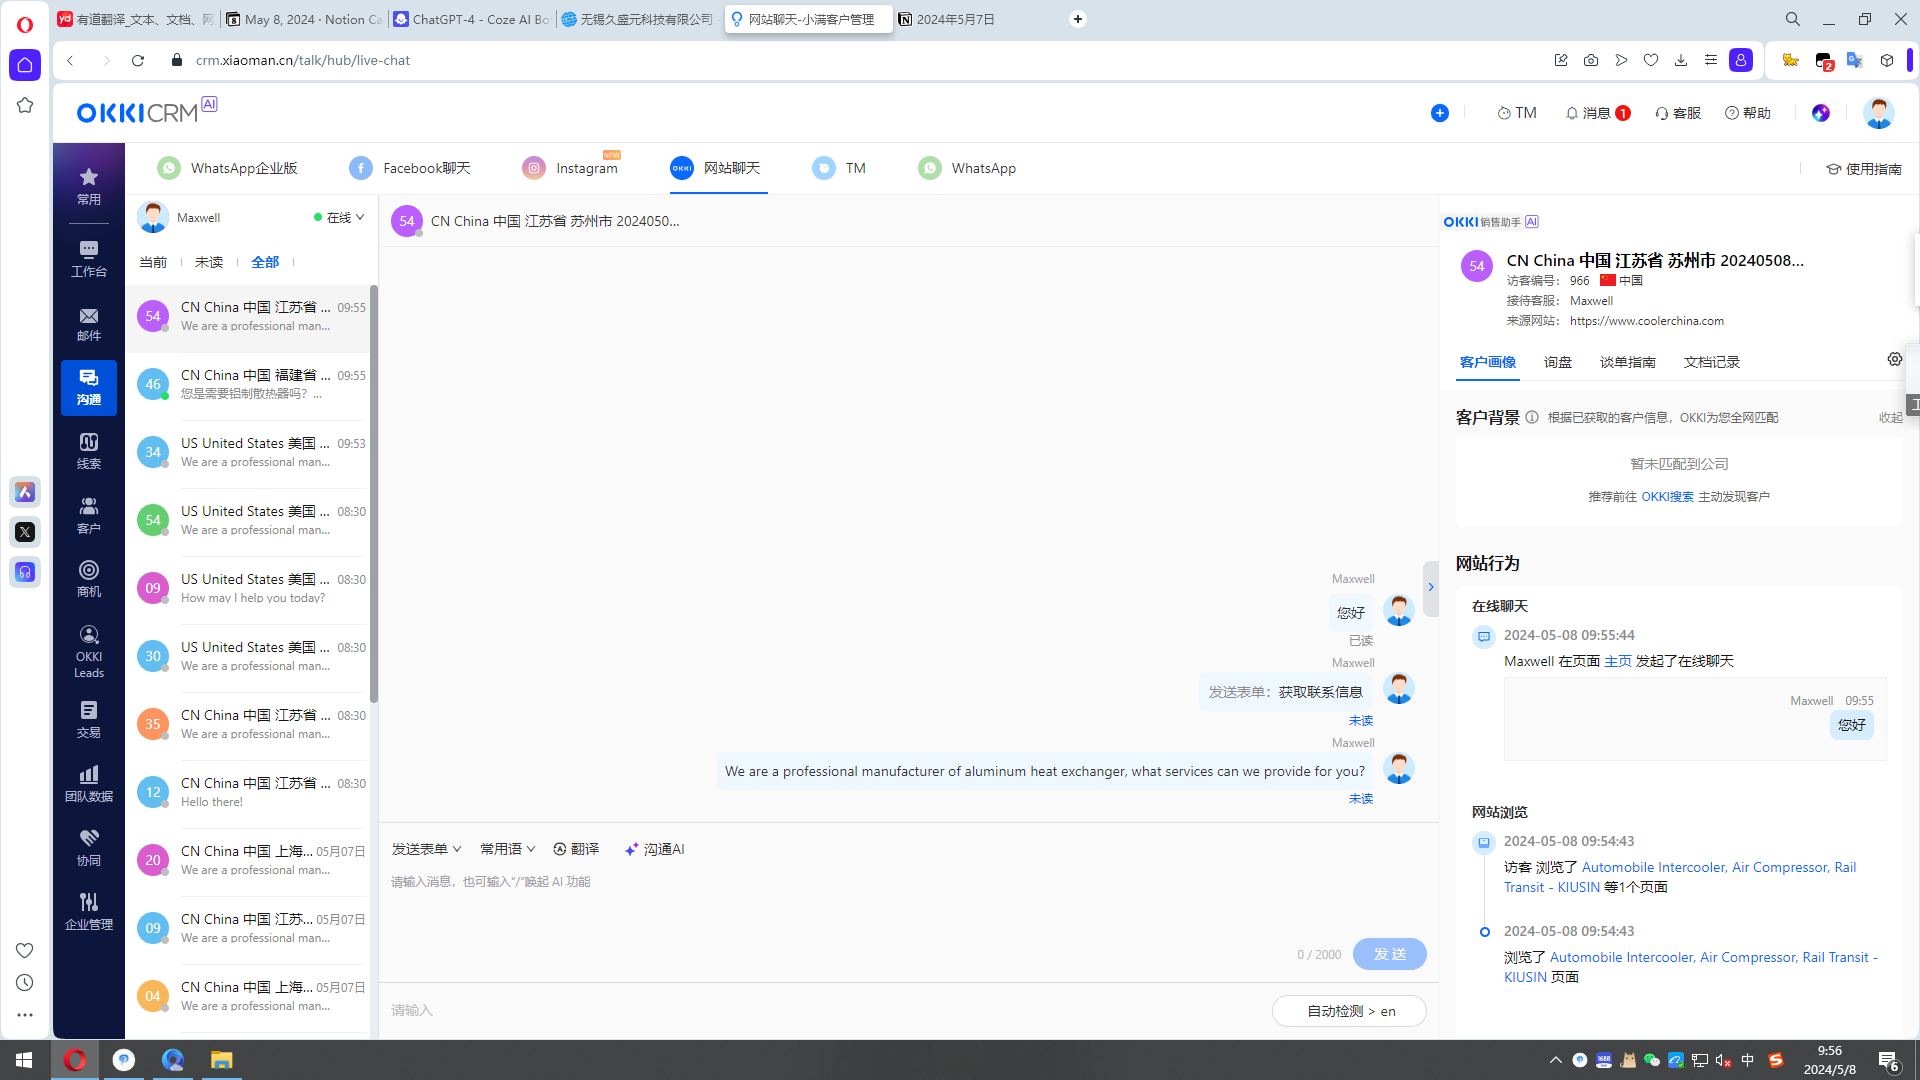 有道翻译_文本、文档、网
May 8, 2024 · Notion Ca
ChatGPT-4 - Coze AI Bo
无锡久盛元科技有限公司
网站聊天-小满客户管理
2024年5月7日
crm.xiaoman.cn/talk/hub/live-chat
2
OKKICRM AI
TM
消息 1
客服
帮助
常用
工作台
邮件
沟通
线索
客户
商机
OKKI
Leads
交易
团队数据
协同
企业管理
WhatsApp企业版
Facebook聊天
Instagram
NEW
网站聊天
TM
WhatsApp
使用指南
Maxwell
在线
当前
未读
全部
54
CN China 中国 江苏省 ... 09:55
We are a professional man...
46
CN China 中国 福建省 ... 09:55
您是需要铝制散热器吗？...
34
US United States 美国 ... 09:53
We are a professional man...
54
US United States 美国 ... 08:30
We are a professional man...
09
US United States 美国 ... 08:30
How may I help you today?
30
US United States 美国 ... 08:30
We are a professional man...
35
CN China 中国 江苏省 ... 08:30
We are a professional man...
12
CN China 中国 江苏省 ... 08:30
Hello there!
20
CN China 中国 上海... 05月07日
We are a professional man...
09
CN China 中国 江苏... 05月07日
We are a professional man...
04
CN China 中国 上海... 05月07日
We are a professional man...
54
CN China 中国 江苏省 苏州市 2024050...
Maxwell
您好
已读
Maxwell
发送表单：获取联系信息
未读
Maxwell
We are a professional manufacturer of aluminum heat exchanger, what services can we provide for you?
未读
发送表单
常用语
翻译
沟通AI
请输入消息，也可输入“/”唤起 AI 功能
0 / 2000
发 送
请输入
自动检测 > en
OKKI 销售助手 AI
54
CN China 中国 江苏省 苏州市 20240508...
访客编号： 966 中国
接待客服： Maxwell
来源网站： https://www.coolerchina.com
客户画像
询盘
谈单指南
文档记录
客户背景
根据已获取的客户信息，OKKI为您全网匹配
收起
暂未匹配到公司
推荐前往 OKKI搜索 主动发现客户
网站行为
在线聊天
2024-05-08 09:55:44
Maxwell 在页面 主页 发起了在线聊天
Maxwell 09:55
您好
网站浏览
2024-05-08 09:54:43
访客 浏览了 Automobile Intercooler, Air Compressor, Rail
Transit - KIUSIN 等1个页面
2024-05-08 09:54:43
浏览了 Automobile Intercooler, Air Compressor, Rail Transit -
KIUSIN 页面
中
9:56
2024/5/8
6